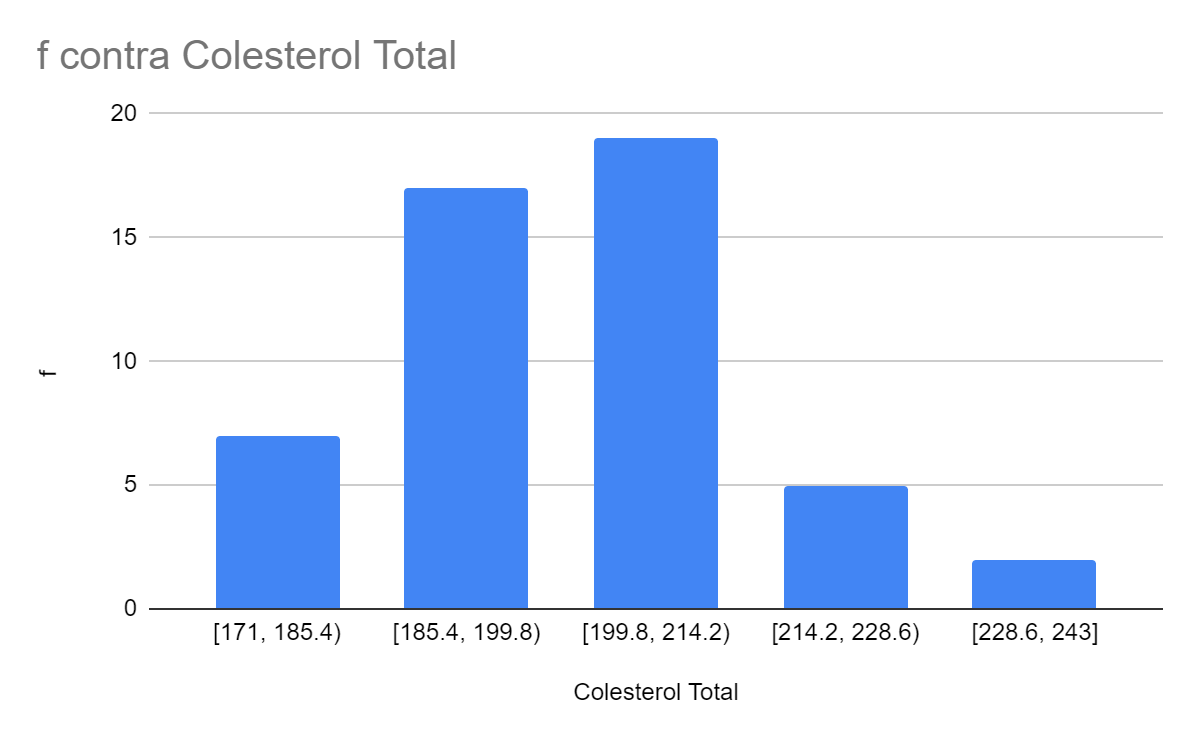 f contra Colesterol Total
20
15
10
5
0
f
[171, 185.4) [185.4, 199.8) [199.8, 214.2) [214.2, 228.6) [228.6, 243]
Colesterol Total